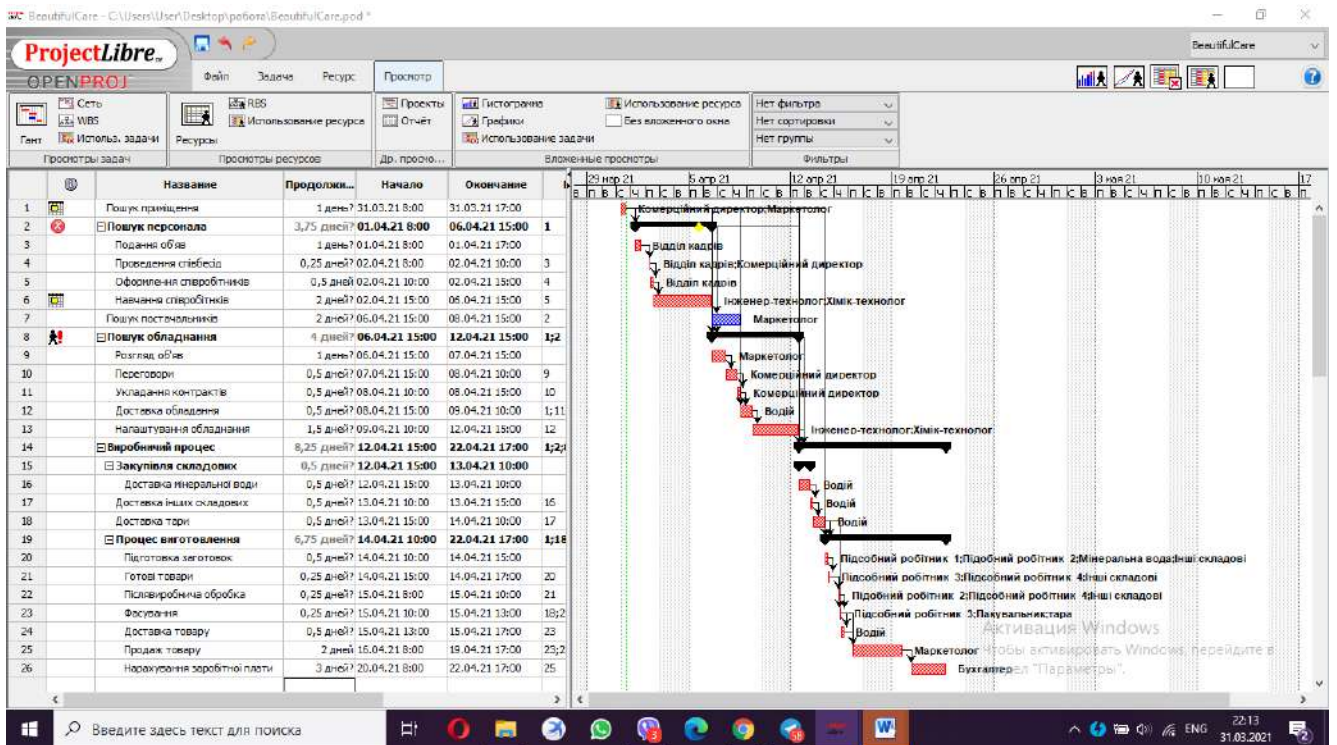 BeautifulCare - C:\Users\User\Desktop\робота\BeautifulCare.pod *
ProjectLibre
OPENPROJ
Файл Задача Ресурс Просмотр
BeautifulCare
Гант
Сеть
WBS
Использ. задачи
Просмотры задач
Ресурсы
RBS
Использование ресурса
Просмотры ресурсов
Проекты
Отчёт
Др. просмо...
Гистограмма
Графики
Использование задачи
Использование ресурса
Без вложенного окна
Вложенные просмотры
Нет фильтра
Нет сортировки
Нет группы
Фильтры
Название Продолжи... Начало Окончание
29 мар 21 5 апр 21 12 апр 21 19 апр 21 26 апр 21 3 мая 21 10 мая 21 17
1 Пошук приміщення 1 день? 31.03.21 8:00 31.03.21 17:00
2 Пошук персонала 3,75 дней? 01.04.21 8:00 06.04.21 15:00 1
3 Подання об'яв 1 день? 01.04.21 8:00 01.04.21 17:00
4 Проведення співбесід 0,25 дней? 02.04.21 8:00 02.04.21 10:00 3
5 Оформлення співробітників 0,5 дней 02.04.21 10:00 02.04.21 15:00 4
6 Навчання співробітнків 2 дней? 02.04.21 15:00 06.04.21 15:00 5
7 Пошук постачальників 2 дней? 06.04.21 15:00 08.04.21 15:00 2
8 Пошук обладнання 4 дней? 06.04.21 15:00 12.04.21 15:00 1;2
9 Розгляд об'яв 1 день? 06.04.21 15:00 07.04.21 15:00
10 Переговори 0,5 дней? 07.04.21 15:00 08.04.21 10:00 9
11 Укладання контрактів 0,5 дней? 08.04.21 10:00 08.04.21 15:00 10
12 Доставка обладення 0,5 дней? 08.04.21 15:00 09.04.21 10:00 1;11
13 Налаштування обладнання 1,5 дней? 09.04.21 10:00 12.04.21 15:00 12
14 Виробничий процес 8,25 дней? 12.04.21 15:00 22.04.21 17:00
15 Закупівля складових 0,5 дней? 12.04.21 15:00 13.04.21 10:00
16 Доставка мінеральної води 0,5 дней? 12.04.21 15:00 13.04.21 10:00
17 Доставка інших складових 0,5 дней? 13.04.21 10:00 13.04.21 15:00 16
18 Доставка тари 0,5 дней? 13.04.21 15:00 14.04.21 10:00 17
19 Процес виготовлення 6,75 дней? 14.04.21 10:00 22.04.21 17:00 1;18
20 Підготовка заготовок 0,5 дней? 14.04.21 10:00 14.04.21 15:00
21 Готові товари 0,25 дней? 14.04.21 15:00 14.04.21 17:00 20
22 Післявиробнича обробка 0,25 дней? 15.04.21 8:00 15.04.21 10:00 21
23 Фасування 0,25 дней? 15.04.21 10:00 15.04.21 13:00 18;2
24 Доставка товару 0,5 дней? 15.04.21 13:00 15.04.21 17:00 23
25 Продаж товару 2 дней 16.04.21 8:00 19.04.21 17:00 23;2
26 Нарахування заробітної плати 3 дней? 20.04.21 8:00 22.04.21 17:00 25
Комерційний директор;Маркетолог
Відділ кадрів
Відділ кадрів;Комерційний директор
Відділ кадрів
Інженер-технолог;Хімік-технолог
Маркетолог
Маркетолог
Комерційний директор
Комерційний директор
Водій
Інженер-технолог;Хімік-технолог
Водій
Водій
Водій
Підсобний робітник 1;Підобний робітник 2;Мінеральна вода;Інші складові
Підсобний робітник 3;Підсобний робітник 4;Інші складові
Підобний робітник 2;Підсобний робітник 4;Інші складові
Підсобний робітник 3;Пакувальник;тара
Водій
Маркетолог
Бухгалтер
Активация Windows
Чтобы активировать Windows, перейдите в
раздел "Параметры".
Введите здесь текст для поиска
ENG
22:13
31.03.2021